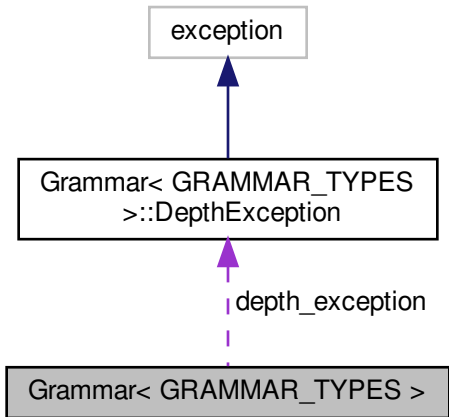 exception
Grammar< GRAMMAR_TYPES
>::DepthException
depth_exception
Grammar< GRAMMAR_TYPES >